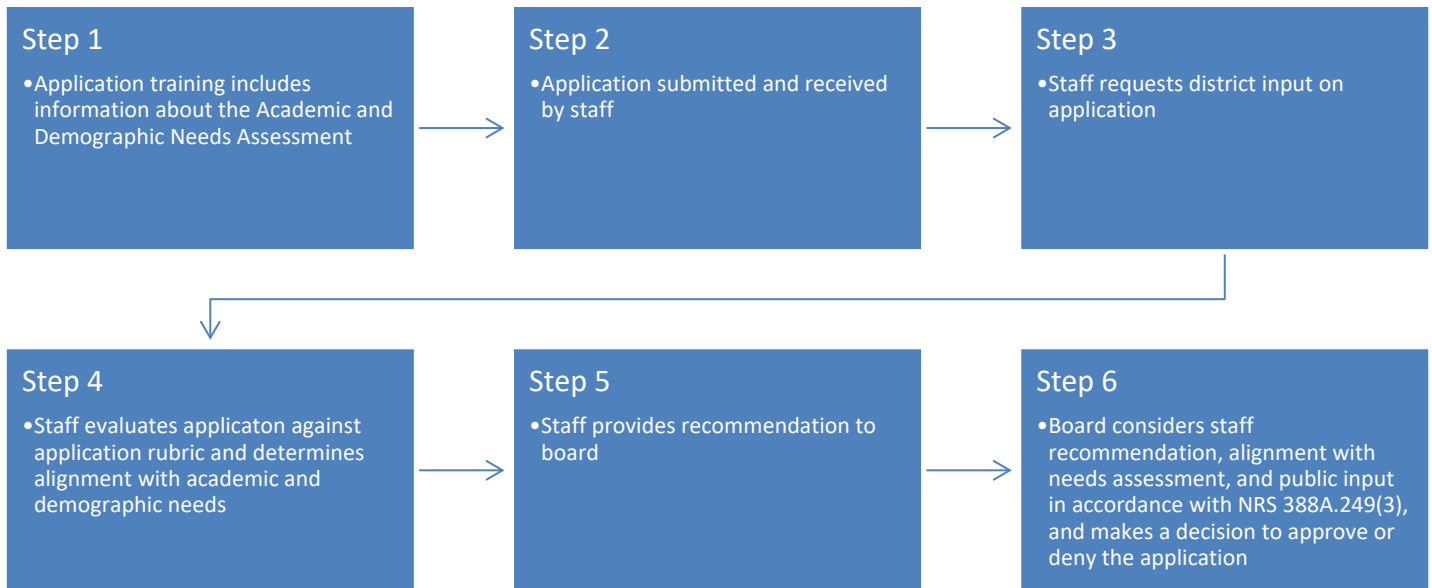 Step 1
•Application training includes
information about the Academic and
Demographic Needs Assessment
Step 2
•Application submitted and received
by staff
Step 3
•Staff requests district input on
application
Step 4
•Staff evaluates applicaton against
application rubric and determines
alignment with academic and
demographic needs
Step 5
•Staff provides recommendation to
board
Step 6
•Board considers staff
recommendation, alignment with
needs assessment, and public input
in accordance with NRS 388A.249(3),
and makes a decision to approve or
deny the application